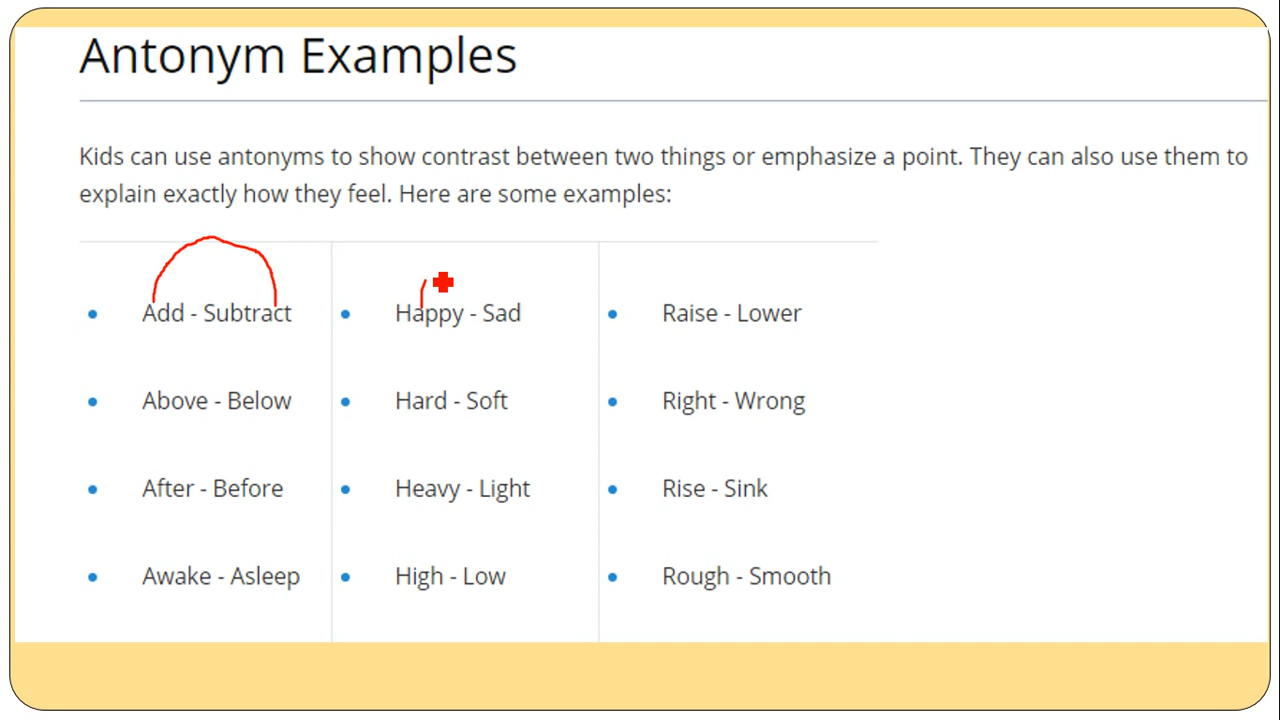 Antonym Examples
Kids can use antonyms to show contrast between two things or emphasize a point. They can also use them to
explain exactly how they feel. Here are some examples:
Add - Subtract
Above - Below
After - Before
Awake - Asleep
Happy - Sad
Hard - Soft
Heavy - Light
High - Low
Raise - Lower
Right - Wrong
Rise - Sink
Rough - Smooth